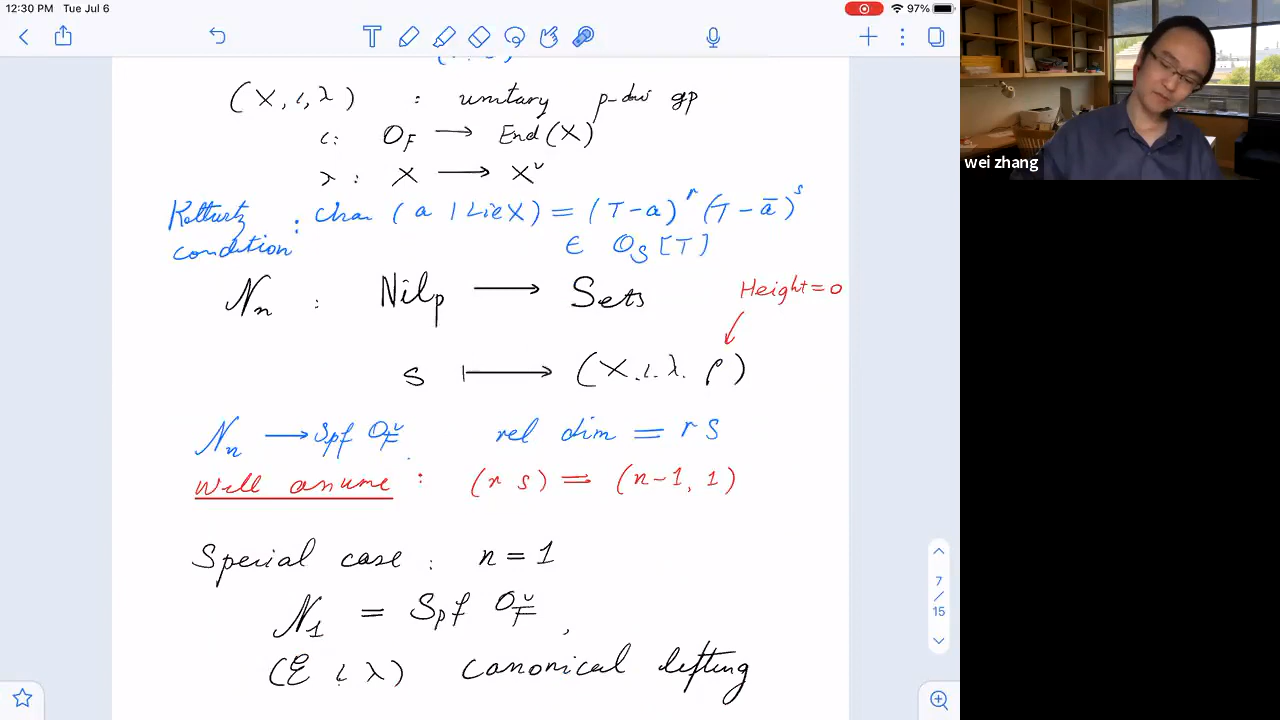 12:30 PM Tue Jul 6
97%
(X, ι, λ) : unitary p-div gp
ι: O_F → End(X)
λ: X → X^∨
Kottwitz condition : Char (a | Lie X) = (T-a)^r (T-ā)^s
∈ O_S[T]
N_n : Nilp → Sets
Height = 0
S ↦ (X, ι, λ, ρ)
N_n → Spf O_F̆ rel dim = r s
Will assume : (r s) = (n-1, 1)
Special case : n = 1
N_1 = Spf O_F̆ ,
(ℰ ι λ) canonical lifting
7
/
15
wei zhang